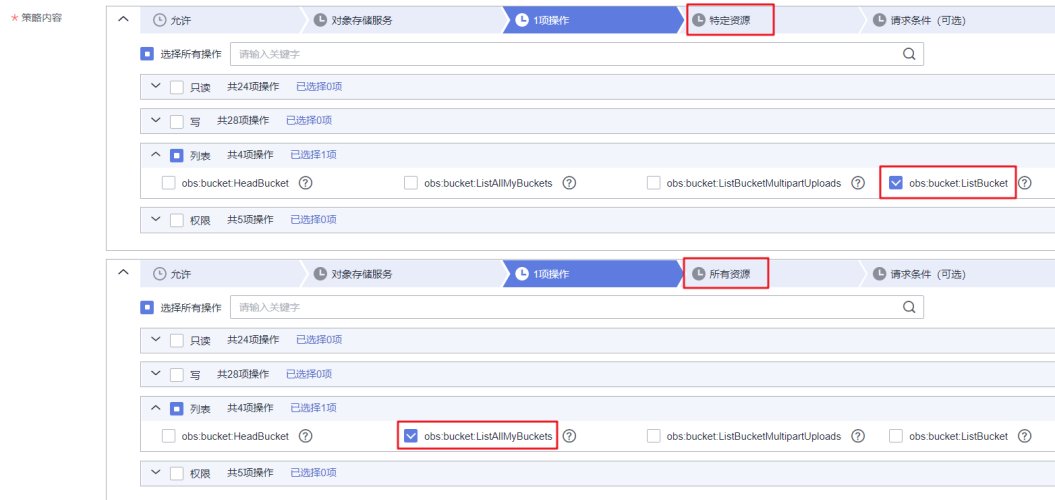 * 策略内容
允许 对象存储服务 1项操作 特定资源 请求条件（可选）
选择所有操作 请输入关键字
只读 共24项操作 已选择0项
写 共28项操作 已选择0项
列表 共4项操作 已选择1项
obs:bucket:HeadBucket ? obs:bucket:ListAllMyBuckets ? obs:bucket:ListBucketMultipartUploads ? obs:bucket:ListBucket ?
权限 共5项操作 已选择0项
允许 对象存储服务 1项操作 所有资源 请求条件（可选）
选择所有操作 请输入关键字
只读 共24项操作 已选择0项
写 共28项操作 已选择0项
列表 共4项操作 已选择1项
obs:bucket:HeadBucket ? obs:bucket:ListAllMyBuckets ? obs:bucket:ListBucketMultipartUploads ? obs:bucket:ListBucket ?
权限 共5项操作 已选择0项